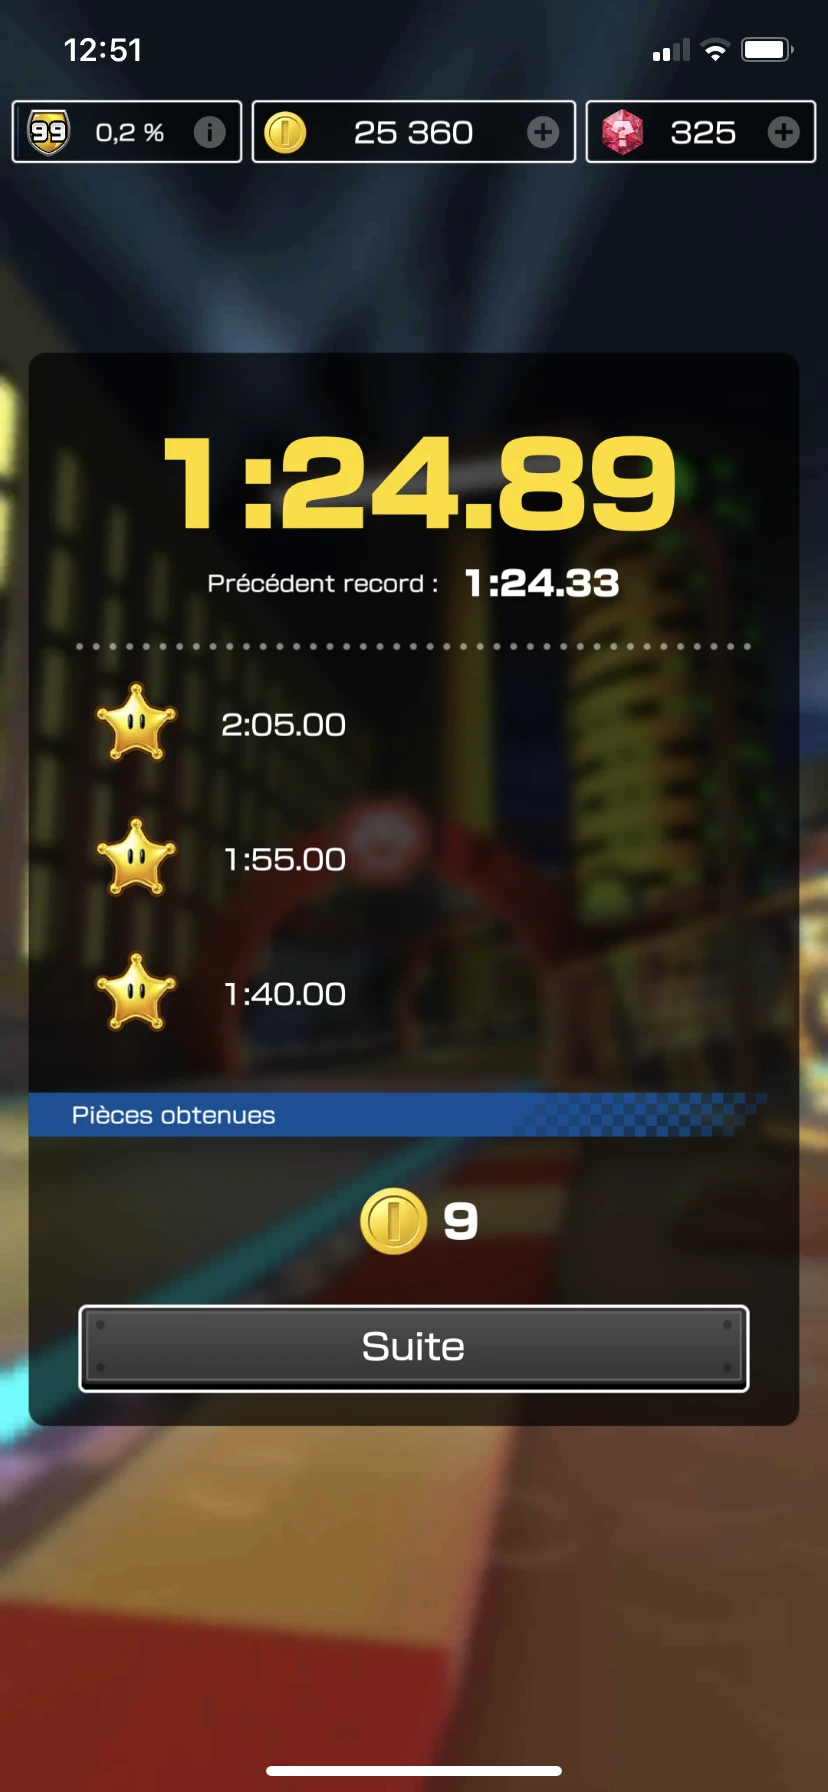 12:51
99 0,2 % i 25 360 + ? 325 +
1:24.89
Précédent record : 1:24.33
2:05.00
1:55.00
1:40.00
Pièces obtenues
9
Suite